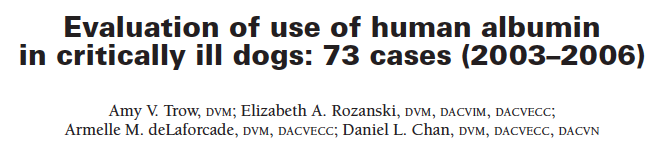 Evaluation of use of human albumin
in critically ill dogs: 73 cases (2003–2006)
Amy V. Trow, DVM; Elizabeth A. Rozanski, DVM, DACVIM, DACVECC;
Armelle M. deLaforcade, DVM, DACVECC; Daniel L. Chan, DVM, DACVECC, DACVN